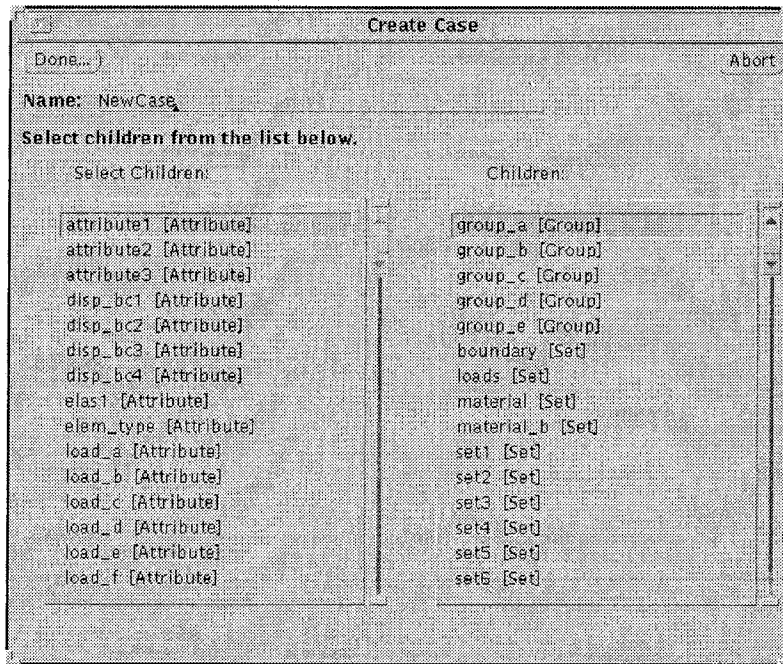 Create Case
Done... Abort
Name: NewCase
Select children from the list below.
Select Children: Children:
attribute1 [Attribute] group_a [Group]
attribute2 [Attribute] group_b [Group]
attribute3 [Attribute] group_c [Group]
disp_bc1 [Attribute] group_d [Group]
disp_bc2 [Attribute] group_e [Group]
disp_bc3 [Attribute] boundary [Set]
disp_bc4 [Attribute] loads [Set]
elas1 [Attribute] material [Set]
elem_type [Attribute] material_b [Set]
load_a [Attribute] set1 [Set]
load_b [Attribute] set2 [Set]
load_c [Attribute] set3 [Set]
load_d [Attribute] set4 [Set]
load_e [Attribute] set5 [Set]
load_f [Attribute] set6 [Set]